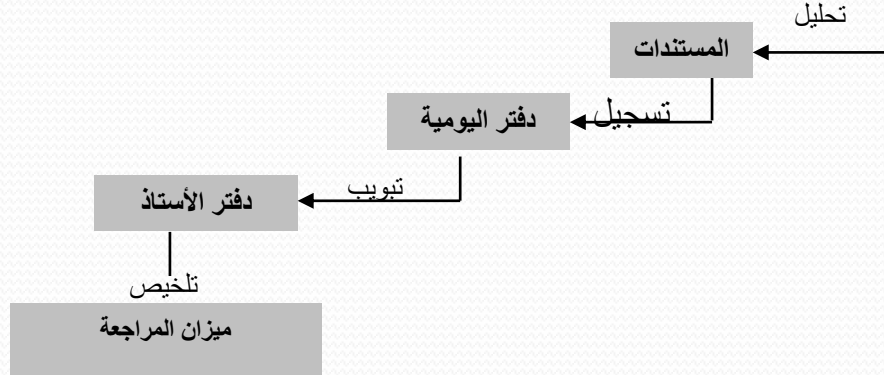 تحليل
المستندات
تسجيل
دفتر اليومية
تبويب
دفتر الأستاذ
تلخيص
ميزان المراجعة